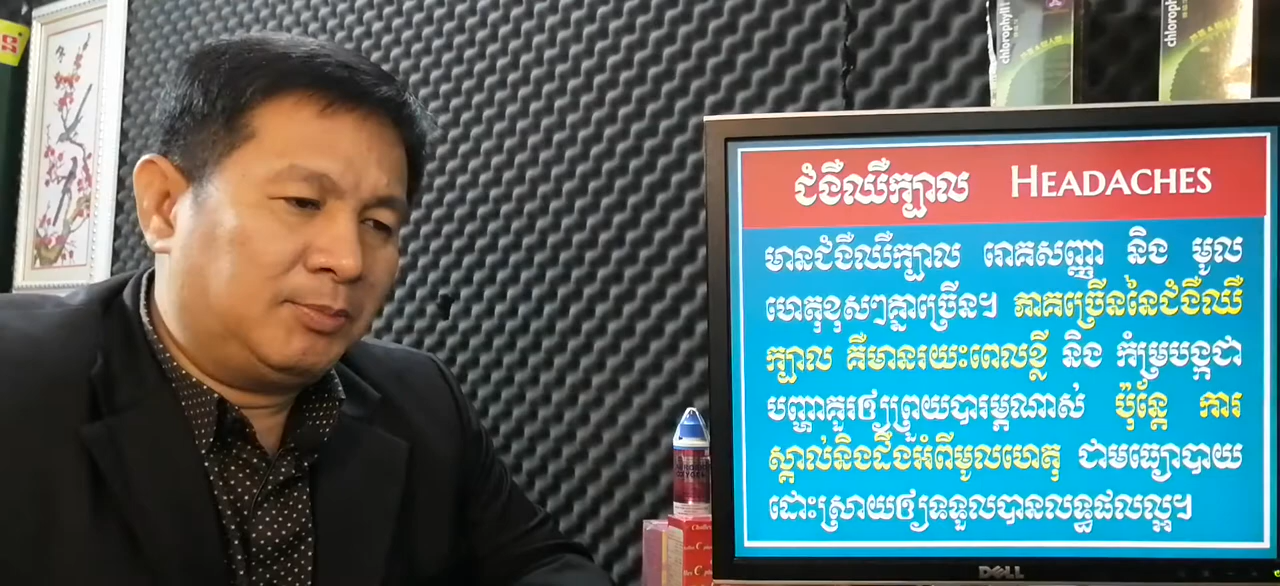 ជំងឺឈឺក្បាល HEADACHES
មានជំងឺឈឺក្បាល រោគសញ្ញា និង មូល
ហេតុខុសៗគ្នាច្រើន។ ភាគច្រើននៃជំងឺឈឺ
ក្បាល គឺមានរយះពេលខ្លី និង កំម្របង្កជា
បញ្ហាគួរឲ្យព្រួយបារម្ភណាស់ ប៉ុន្តែ ការ
ស្គាល់និងដឹងអំពីមូលហេតុ ជាមធ្យោបាយ
ដោះស្រាយឲ្យទទួលបានលទ្ធផលល្អ។
DELL
chlorophyll
chlorophyll